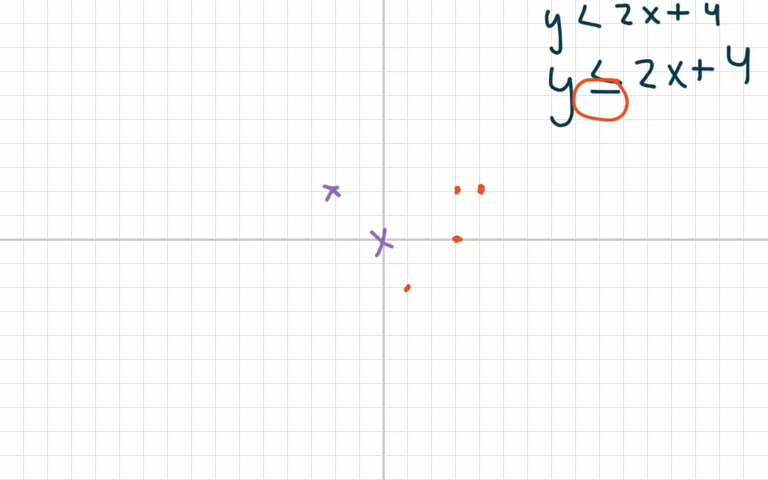 y < 2x + 4
y ≤ 2x + 4